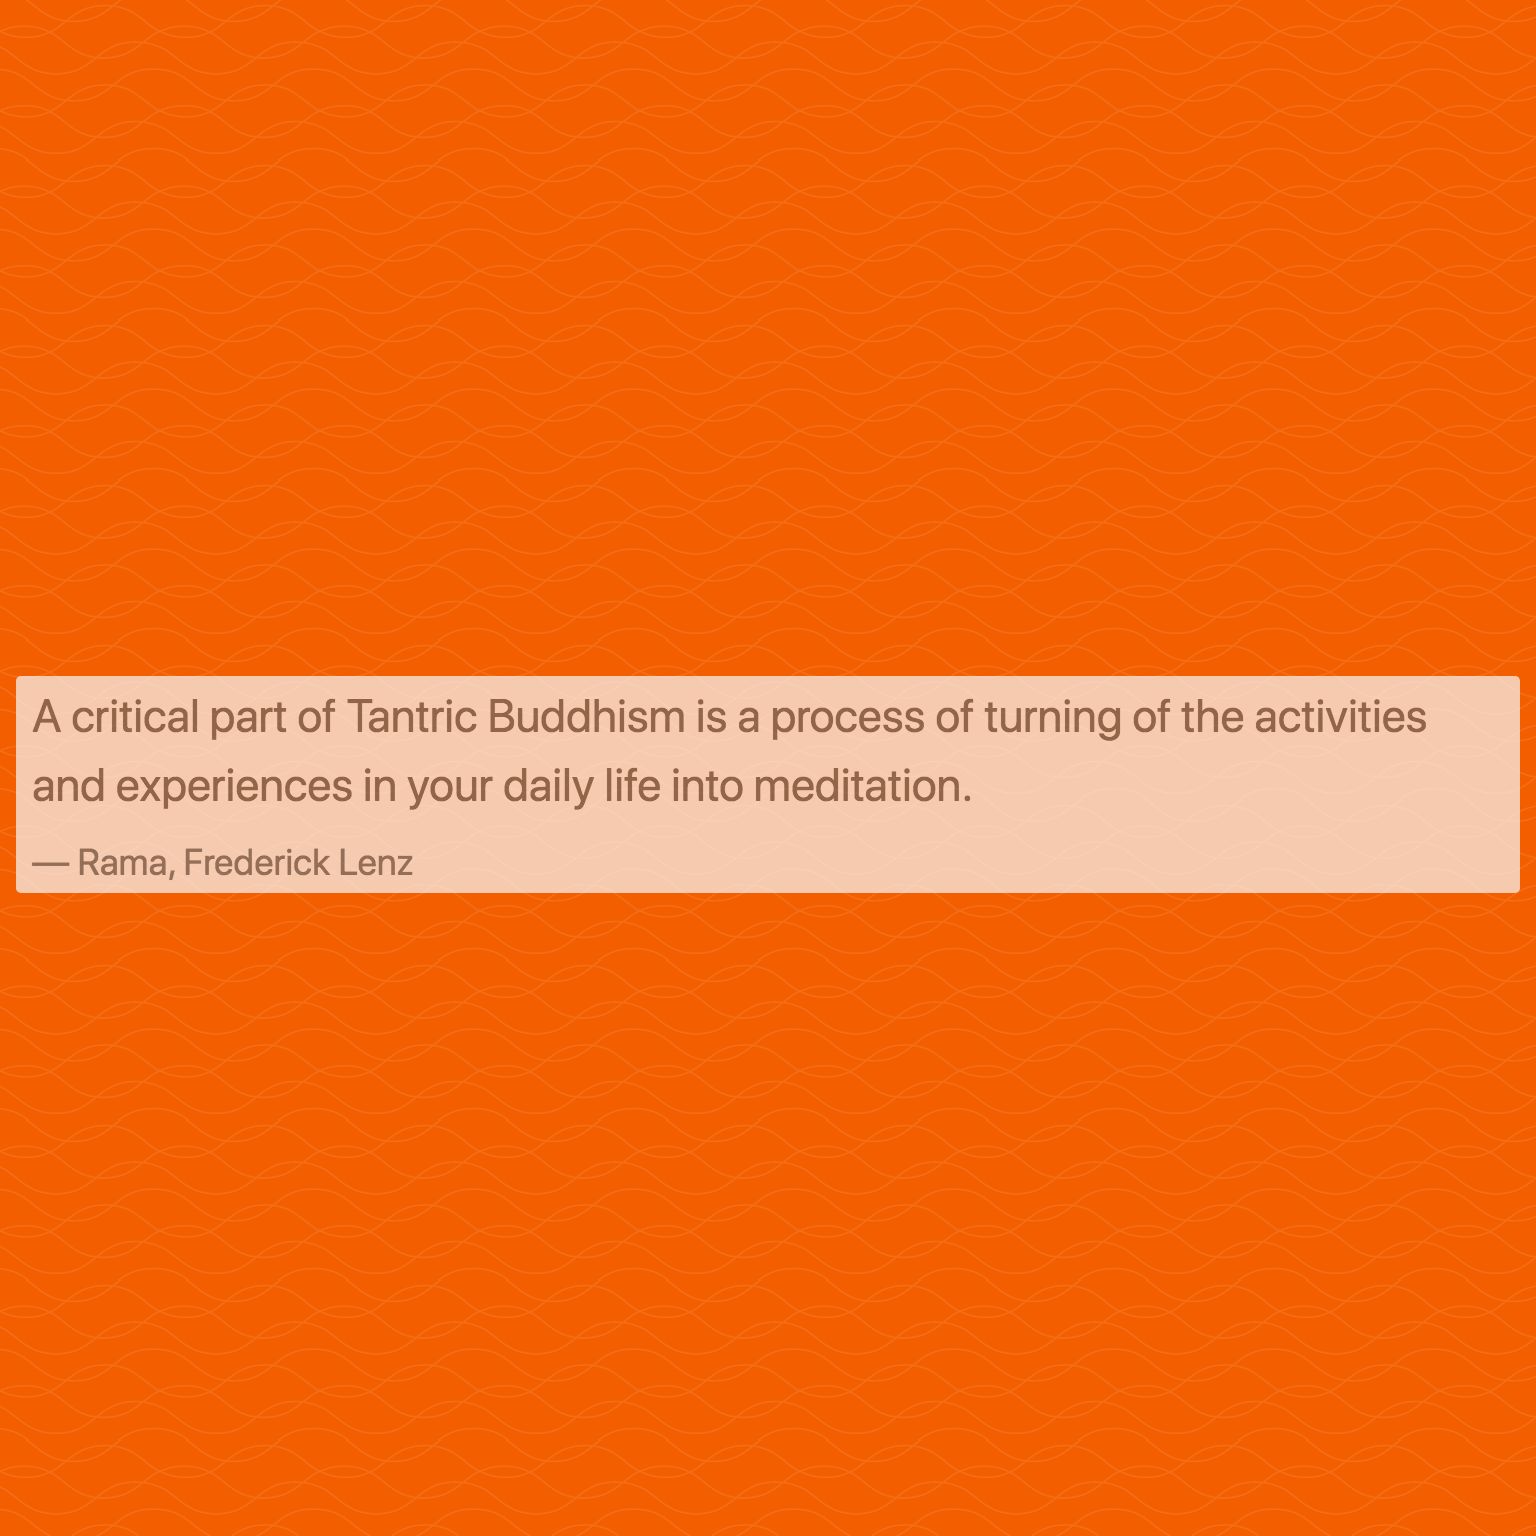 A critical part of Tantric Buddhism is a process of turning of the activities
and experiences in your daily life into meditation.
— Rama, Frederick Lenz